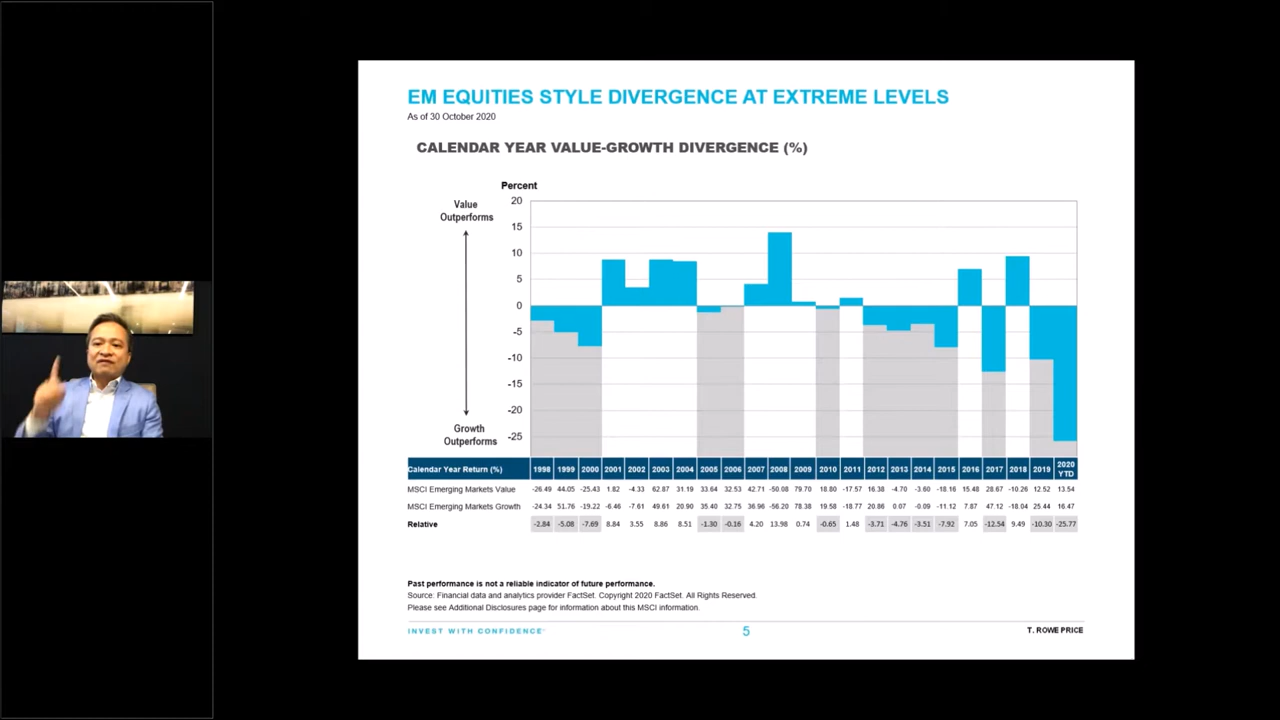 EM EQUITIES STYLE DIVERGENCE AT EXTREME LEVELS
As of 30 October 2020
CALENDAR YEAR VALUE-GROWTH DIVERGENCE (%)
Percent
Value
Outperforms
Growth
Outperforms
20
15
10
5
0
-5
-10
-15
-20
-25
Calendar Year Return (%) 1998 1999 2000 2001 2002 2003 2004 2005 2006 2007 2008 2009 2010 2011 2012 2013 2014 2015 2016 2017 2018 2019 2020 YTD
MSCI Emerging Markets Value -26.49 44.05 -25.43 1.82 -4.33 62.87 31.19 33.64 32.53 42.71 -50.08 79.70 18.80 -17.57 16.38 -4.70 -3.60 -18.16 15.48 28.67 -10.26 12.52 13.54
MSCI Emerging Markets Growth -24.34 51.76 -19.22 -6.46 -7.61 49.61 20.90 35.40 32.75 36.96 -56.20 78.38 19.58 -18.77 20.86 0.07 -0.09 -11.12 7.87 47.12 -18.04 25.44 16.47
Relative -2.84 -5.08 -7.69 8.84 3.55 8.86 8.51 -1.30 -0.16 4.20 13.98 0.74 -0.65 1.48 -3.71 -4.76 -3.51 -7.92 7.05 -12.54 9.49 -10.30 -25.77
Past performance is not a reliable indicator of future performance.
Source: Financial data and analytics provider FactSet. Copyright 2020 FactSet. All Rights Reserved.
Please see Additional Disclosures page for information about this MSCI information.
INVEST WITH CONFIDENCE
5
T. ROWE PRICE